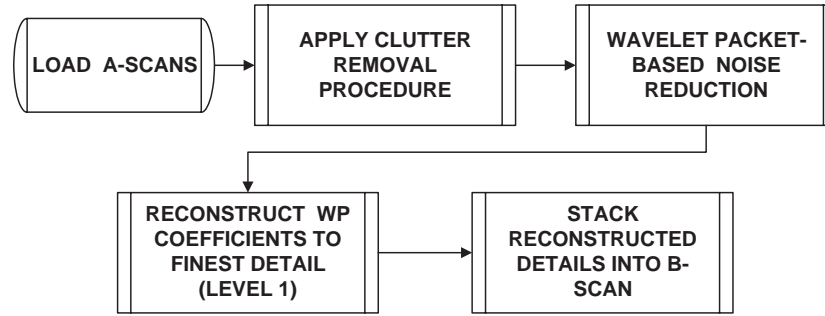 LOAD A-SCANS
APPLY CLUTTER
REMOVAL
PROCEDURE
WAVELET PACKET-
BASED NOISE
REDUCTION
RECONSTRUCT WP
COEFFICIENTS TO
FINEST DETAIL
(LEVEL 1)
STACK
RECONSTRUCTED
DETAILS INTO B-
SCAN